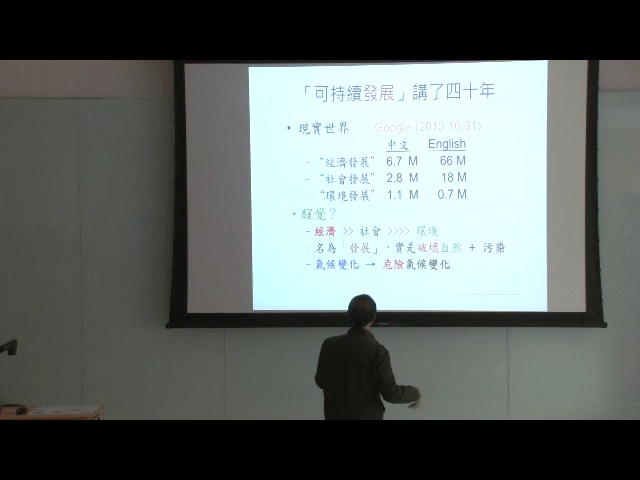 「可持續發展」講了四十年
• 現實世界 Google (2013.10.31)
中文 English
- “經濟發展” 6.7 M 66 M
- “社會發展” 2.8 M 18 M
- “環境發展” 1.1 M 0.7 M
• 醒覺？
- 經濟 >> 社會 >>>> 環境
- 名為「發展」，實是破壞自然 + 污染
- 氣候變化 → 危險氣候變化